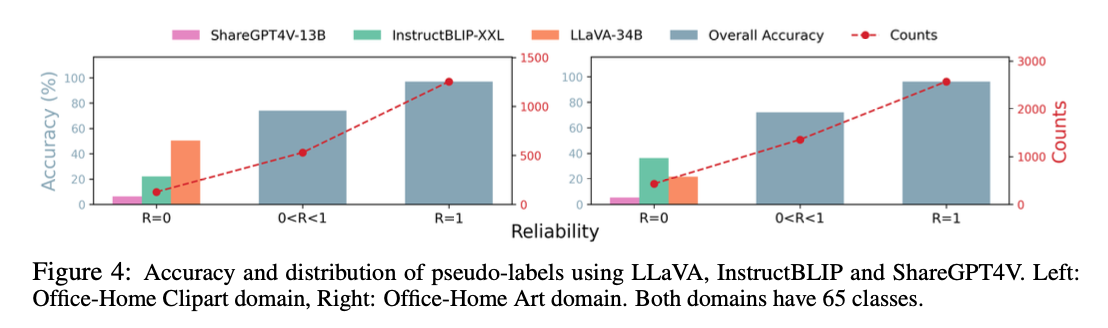 ShareGPT4V-13B InstructBLIP-XXL LLaVA-34B Overall Accuracy Counts
Accuracy (%)
100
80
60
40
20
0
1500
1000
500
0
R=0 0<R<1 R=1
100
80
60
40
20
0
3000
2000
1000
0
Counts
R=0 0<R<1 R=1
Reliability
Figure 4: Accuracy and distribution of pseudo-labels using LLaVA, InstructBLIP and ShareGPT4V. Left:
Office-Home Clipart domain, Right: Office-Home Art domain. Both domains have 65 classes.